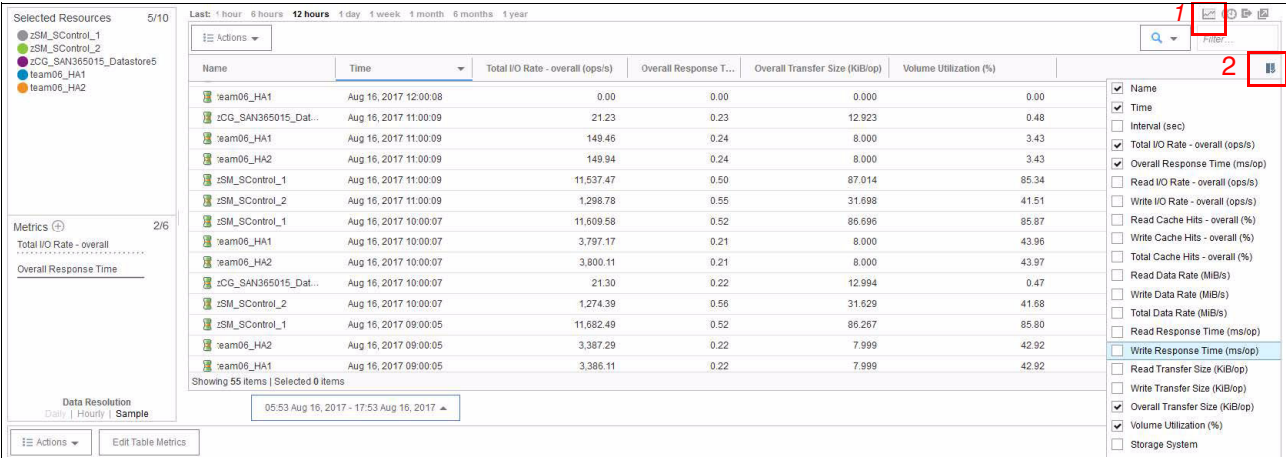 Selected Resources 5/10
zSM_SControl_1
zSM_SControl_2
zCG_SAN365015_Datastore5
team06_HA1
team06_HA2
Metrics 2/6
Total I/O Rate - overall
Overall Response Time
Data Resolution
Daily | Hourly | Sample
Actions
Edit Table Metrics
Last: 1 hour 6 hours 12 hours 1 day 1 week 1 month 6 months 1 year
1
Actions
Filter...
2
Name Time Total I/O Rate - overall (ops/s) Overall Response T... Overall Transfer Size (KiB/op) Volume Utilization (%)
team06_HA1 Aug 16, 2017 12:00:08 0.00 0.00 0.000 0.00
zCG_SAN365015_Dat... Aug 16, 2017 11:00:09 21.23 0.23 12.923 0.48
team06_HA1 Aug 16, 2017 11:00:09 149.46 0.24 8.000 3.43
team06_HA2 Aug 16, 2017 11:00:09 149.94 0.24 8.000 3.43
zSM_SControl_1 Aug 16, 2017 11:00:09 11,537.47 0.50 87.014 85.34
zSM_SControl_2 Aug 16, 2017 11:00:09 1,298.78 0.55 31.698 41.51
zSM_SControl_1 Aug 16, 2017 10:00:07 11,609.58 0.52 86.696 85.87
team06_HA1 Aug 16, 2017 10:00:07 3,797.17 0.21 8.000 43.96
team06_HA2 Aug 16, 2017 10:00:07 3,800.11 0.21 8.000 43.97
zCG_SAN365015_Dat... Aug 16, 2017 10:00:07 21.30 0.22 12.994 0.47
zSM_SControl_2 Aug 16, 2017 10:00:07 1,274.39 0.56 31.629 41.68
zSM_SControl_1 Aug 16, 2017 09:00:05 11,682.49 0.52 86.267 85.80
team06_HA2 Aug 16, 2017 09:00:05 3,387.29 0.22 7.999 42.92
team06_HA1 Aug 16, 2017 09:00:05 3,386.11 0.22 7.999 42.92
Showing 55 items | Selected 0 items
05:53 Aug 16, 2017 - 17:53 Aug 16, 2017
Name
Time
Interval (sec)
Total I/O Rate - overall (ops/s)
Overall Response Time (ms/op)
Read I/O Rate - overall (ops/s)
Write I/O Rate - overall (ops/s)
Read Cache Hits - overall (%)
Write Cache Hits - overall (%)
Total Cache Hits - overall (%)
Read Data Rate (MiB/s)
Write Data Rate (MiB/s)
Total Data Rate (MiB/s)
Read Response Time (ms/op)
Write Response Time (ms/op)
Read Transfer Size (KiB/op)
Write Transfer Size (KiB/op)
Overall Transfer Size (KiB/op)
Volume Utilization (%)
Storage System